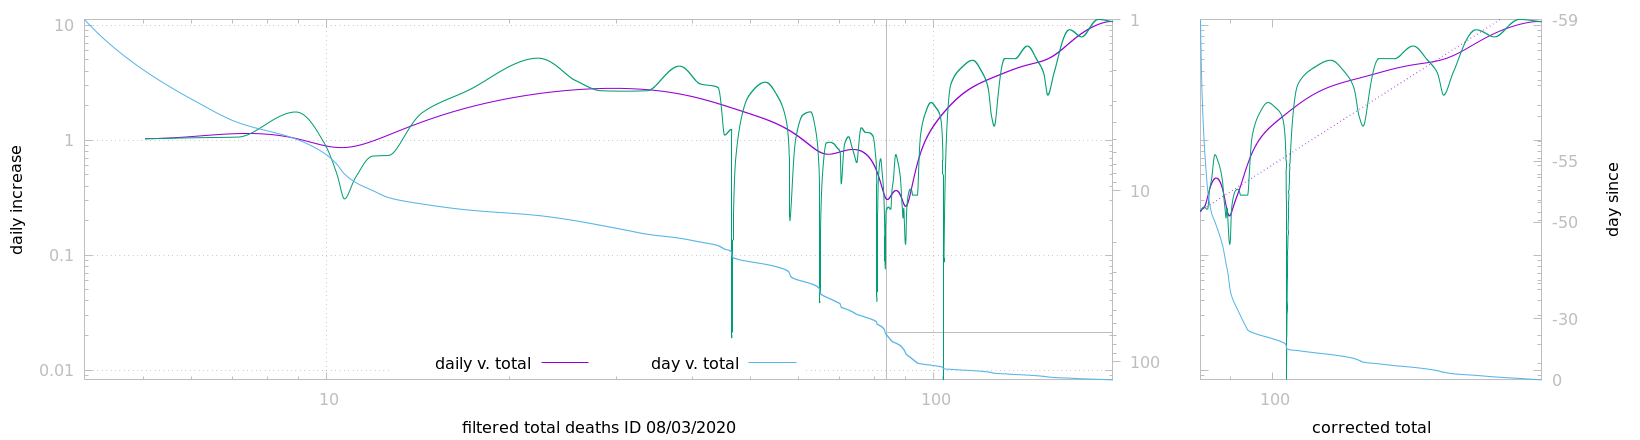 10
1
0.1
0.01
daily increase
10
100
filtered total deaths ID 08/03/2020
daily v. total
day v. total
1
10
100
100
corrected total
-59
-55
-50
-30
0
day since